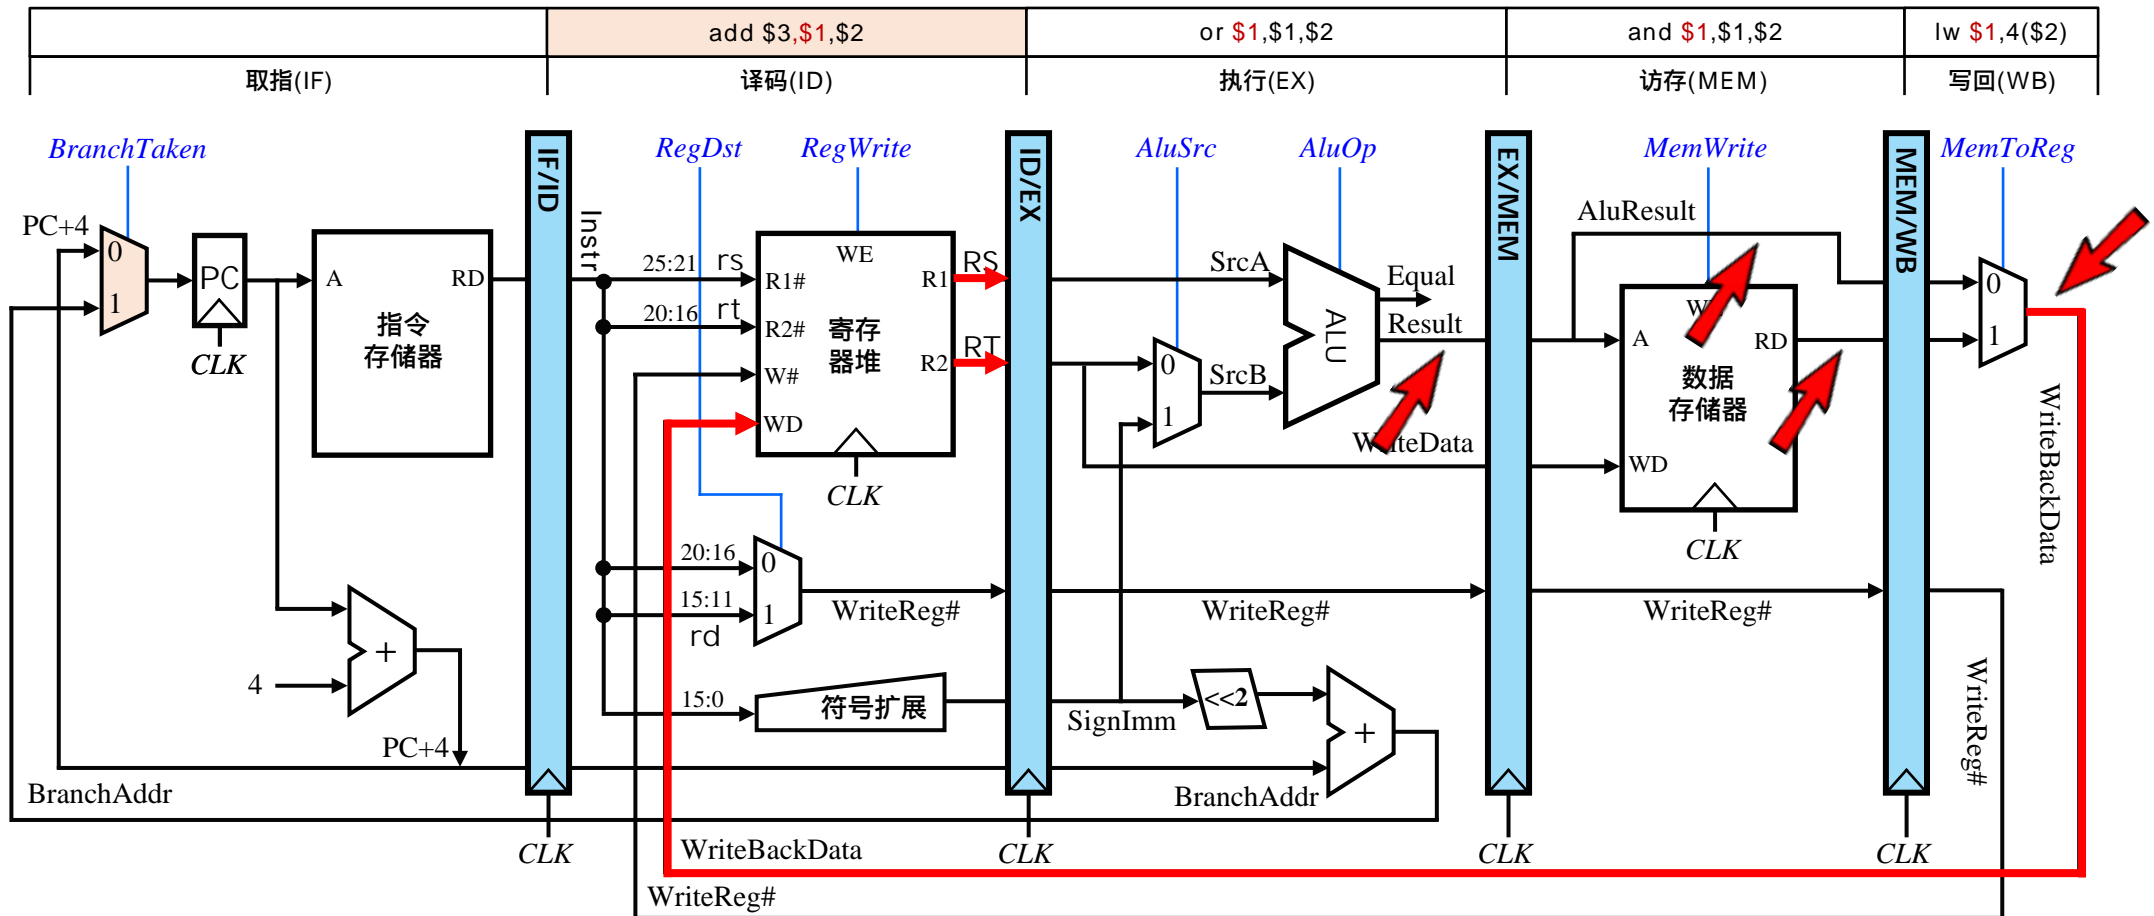 add $3,$1,$2
or $1,$1,$2
and $1,$1,$2
lw $1,4($2)
取指(IF)
译码(ID)
执行(EX)
访存(MEM)
写回(WB)
BranchTaken
IF/ID
RegDst
RegWrite
ID/EX
AluSrc
AluOp
EX/MEM
MemWrite
MEM/WB
MemToReg
PC+4
0
1
PC
CLK
A
RD
指令
存储器
Instr
25:21
rs
20:16
rt
WE
R1#
R2#
W#
WD
R1
R2
寄存
器堆
CLK
RS
RT
SrcA
0
1
SrcB
ALU
Equal
Result
WriteData
AluResult
A
RD
WD
数据
存储器
CLK
0
1
WriteBackData
20:16
0
15:11
1
rd
WriteReg#
WriteReg#
WriteReg#
WriteReg#
4
+
PC+4
15:0
符号扩展
SignImm
<<2
+
BranchAddr
BranchAddr
CLK
CLK
CLK
CLK
WriteBackData
WriteReg#